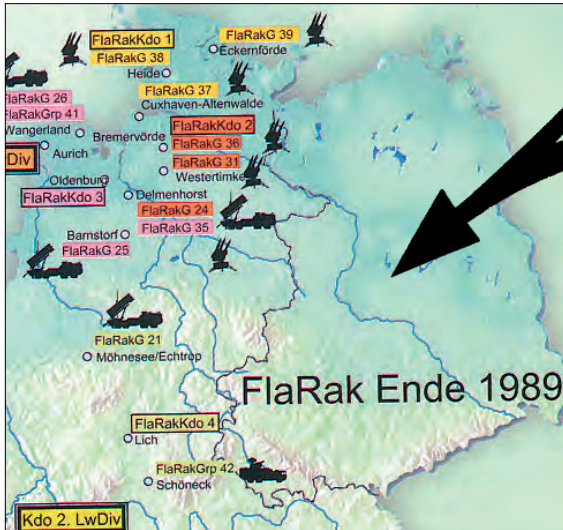 FlaRakKdo 1
FlaRakG 39
Eckernförde
FlaRakG 38
Heide
FlaRakG 37
Cuxhaven-Altenwalde
FlaRakG 26
FlaRakGrp 41
Wangerland
FlaRakKdo 2
Bremervörde
FlaRakG 36
Aurich
Div
FlaRakG 31
Westertimke
Oldenburg
FlaRakKdo 3
Delmenhorst
FlaRakG 24
FlaRakG 35
Barnstorf
FlaRakG 25
FlaRakG 21
Möhnesee/Echtrop
FlaRak Ende 1989
FlaRakKdo 4
Lich
FlaRakGrp 42
Schöneck
Kdo 2. LwDiv